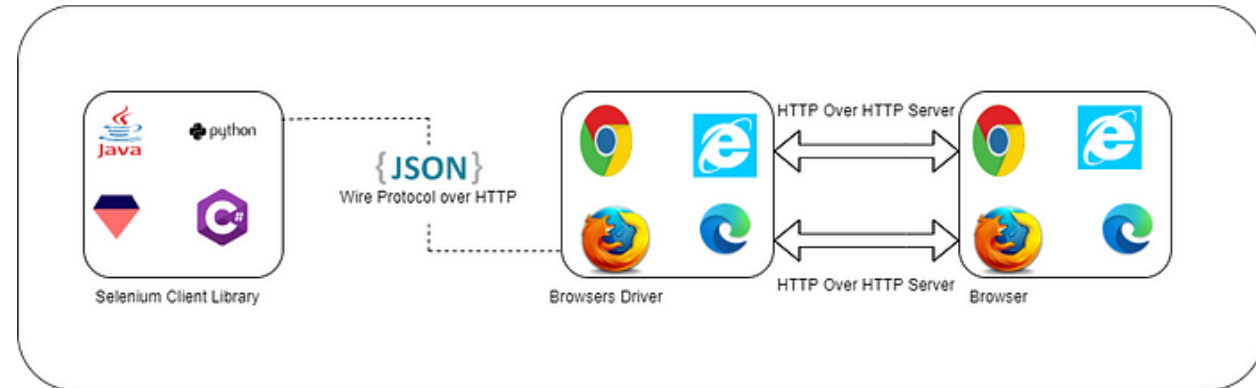 Java
python
C#
Selenium Client Library
{JSON}
Wire Protocol over HTTP
Browsers Driver
HTTP Over HTTP Server
HTTP Over HTTP Server
Browser